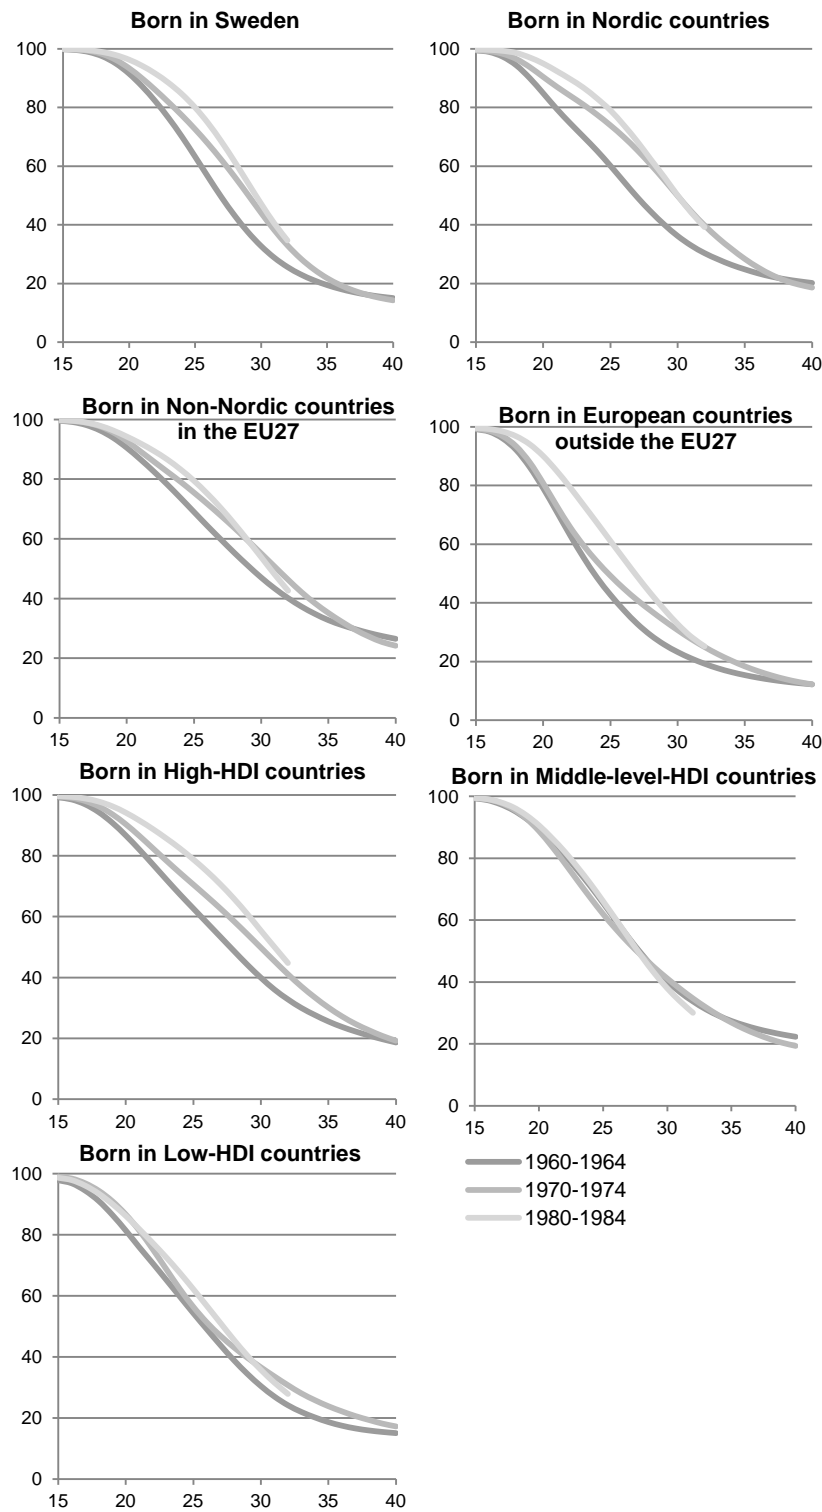 Born in Sweden
100
80
60
40
20
0
15 20 25 30 35 40
Born in Nordic countries
100
80
60
40
20
0
15 20 25 30 35 40
Born in Non-Nordic countries
in the EU27
100
80
60
40
20
0
15 20 25 30 35 40
Born in European countries
outside the EU27
100
80
60
40
20
0
15 20 25 30 35 40
Born in High-HDI countries
100
80
60
40
20
0
15 20 25 30 35 40
Born in Middle-level-HDI countries
100
80
60
40
20
0
15 20 25 30 35 40
Born in Low-HDI countries
100
80
60
40
20
0
15 20 25 30 35 40
1960-1964
1970-1974
1980-1984